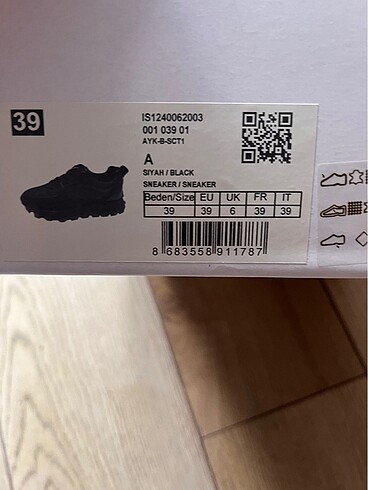 39
IS1240062003
001 039 01
AYK-B-SCT1
A
SIYAH / BLACK
SNEAKER / SNEAKER
Beden/Size EU UK FR IT
39 39 6 39 39
8 683558 911787